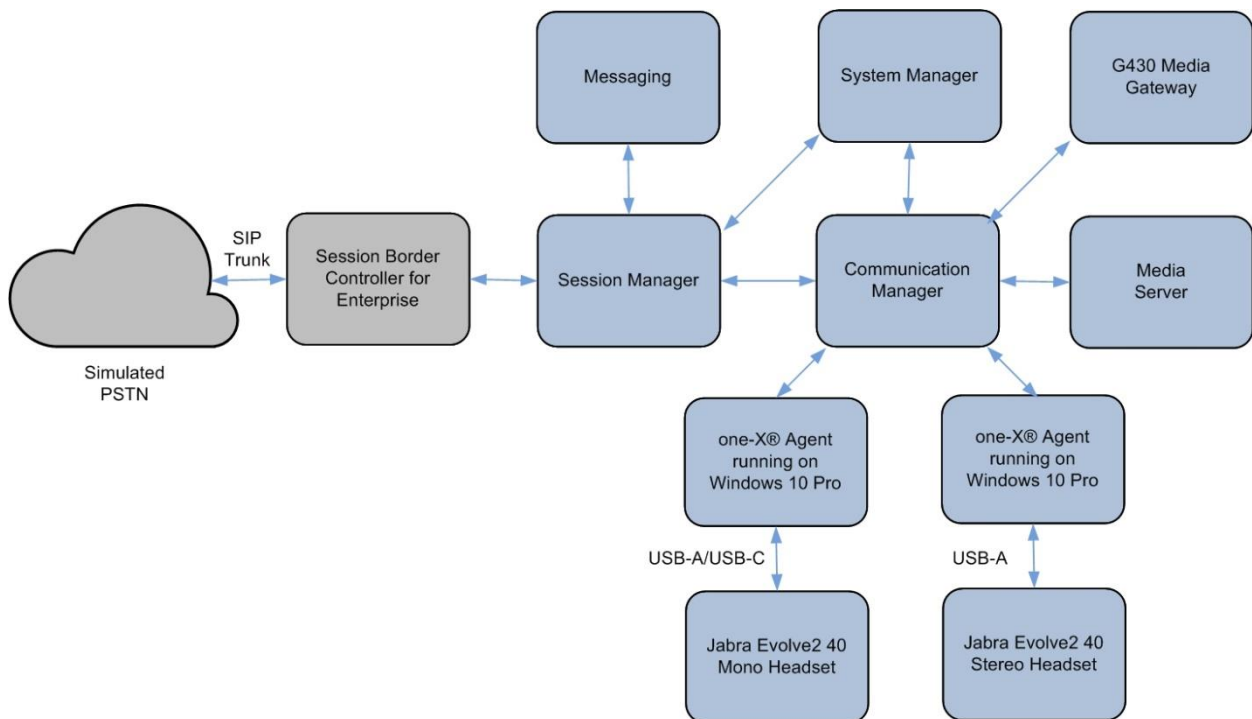 Messaging
System Manager
G430 Media
Gateway
SIP
Trunk
Session Border
Controller for
Enterprise
Session Manager
Communication
Manager
Media
Server
Simulated
PSTN
one-X® Agent
running on
Windows 10 Pro
one-X® Agent
running on
Windows 10 Pro
USB-A/USB-C
USB-A
Jabra Evolve2 40
Mono Headset
Jabra Evolve2 40
Stereo Headset